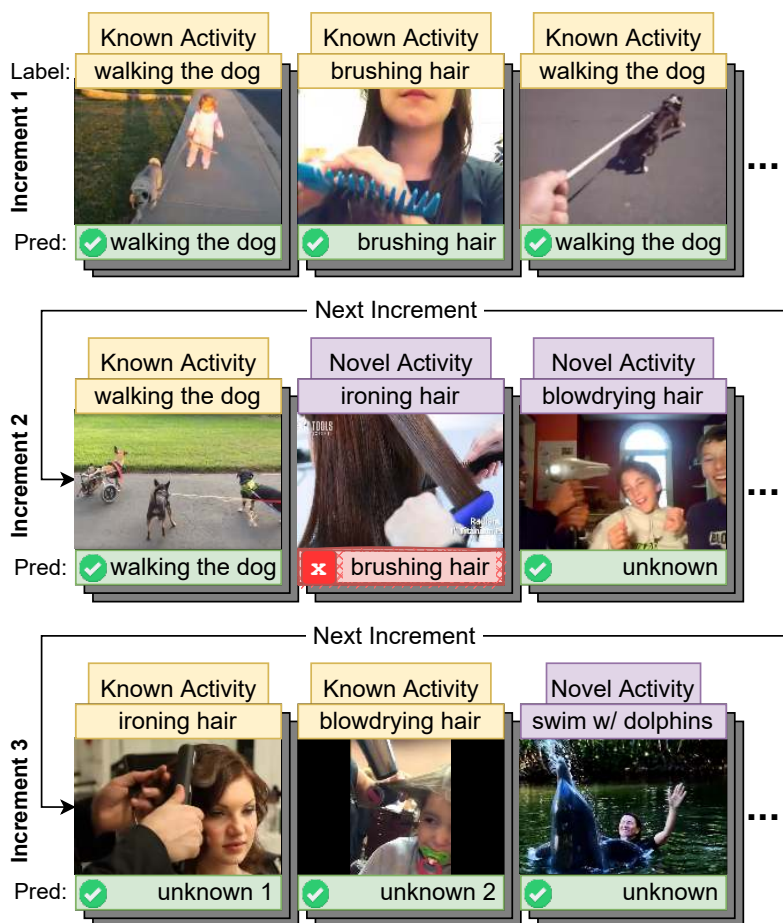 Known Activity Known Activity Known Activity
Label: walking the dog brushing hair walking the dog
Increment 1
...
Pred: walking the dog brushing hair walking the dog
Next Increment
Known Activity Novel Activity Novel Activity
walking the dog ironing hair blowdrying hair
Increment 2
TOOLS
...
Pred: walking the dog x brushing hair unknown
Next Increment
Known Activity Known Activity Novel Activity
ironing hair blowdrying hair swim w/ dolphins
Increment 3
...
Pred: unknown 1 unknown 2 unknown